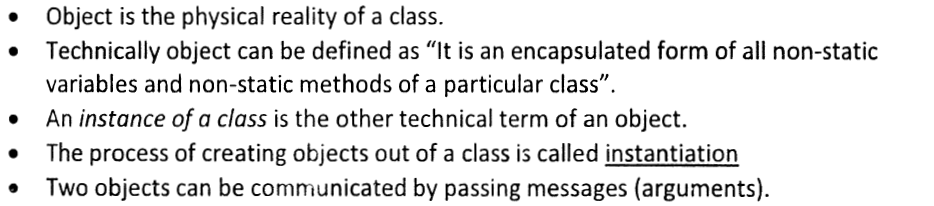 • Object is the physical reality of a class.
• Technically object can be defined as “It is an encapsulated form of all non-static
variables and non-static methods of a particular class”.
• An instance of a class is the other technical term of an object.
• The process of creating objects out of a class is called instantiation
• Two objects can be communicated by passing messages (arguments).